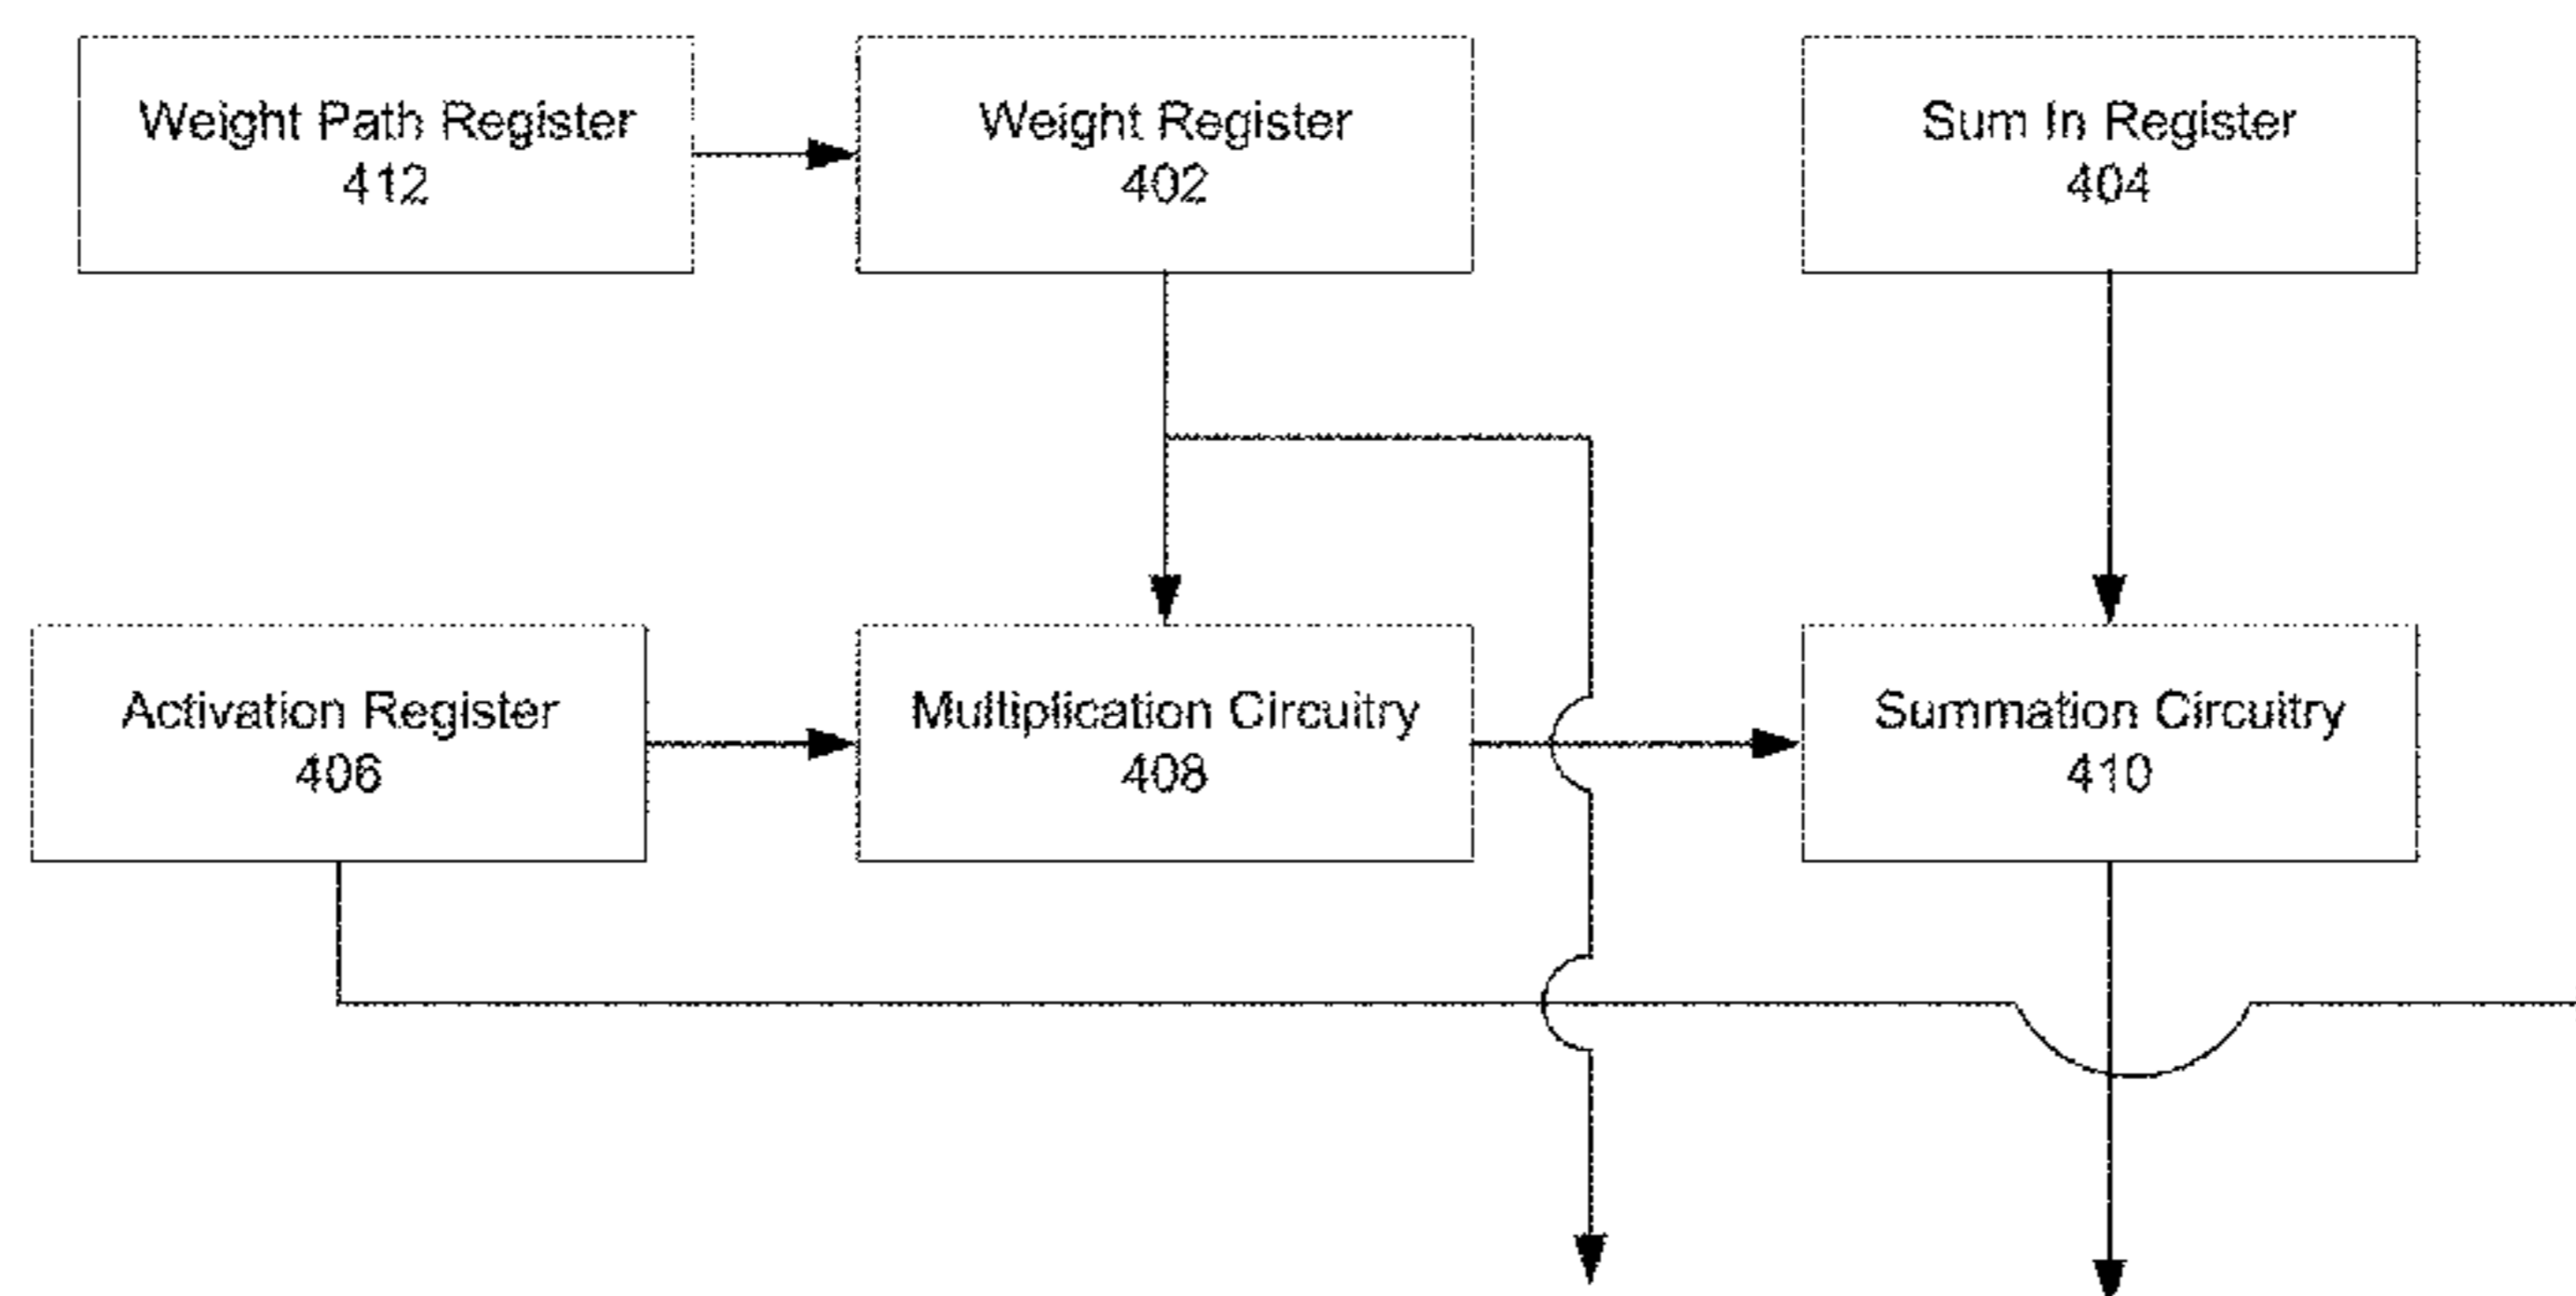 Weight Path Register
412
Weight Register
402
Sum In Register
404
Activation Register
406
Multiplication Circuitry
408
Summation Circuitry
410